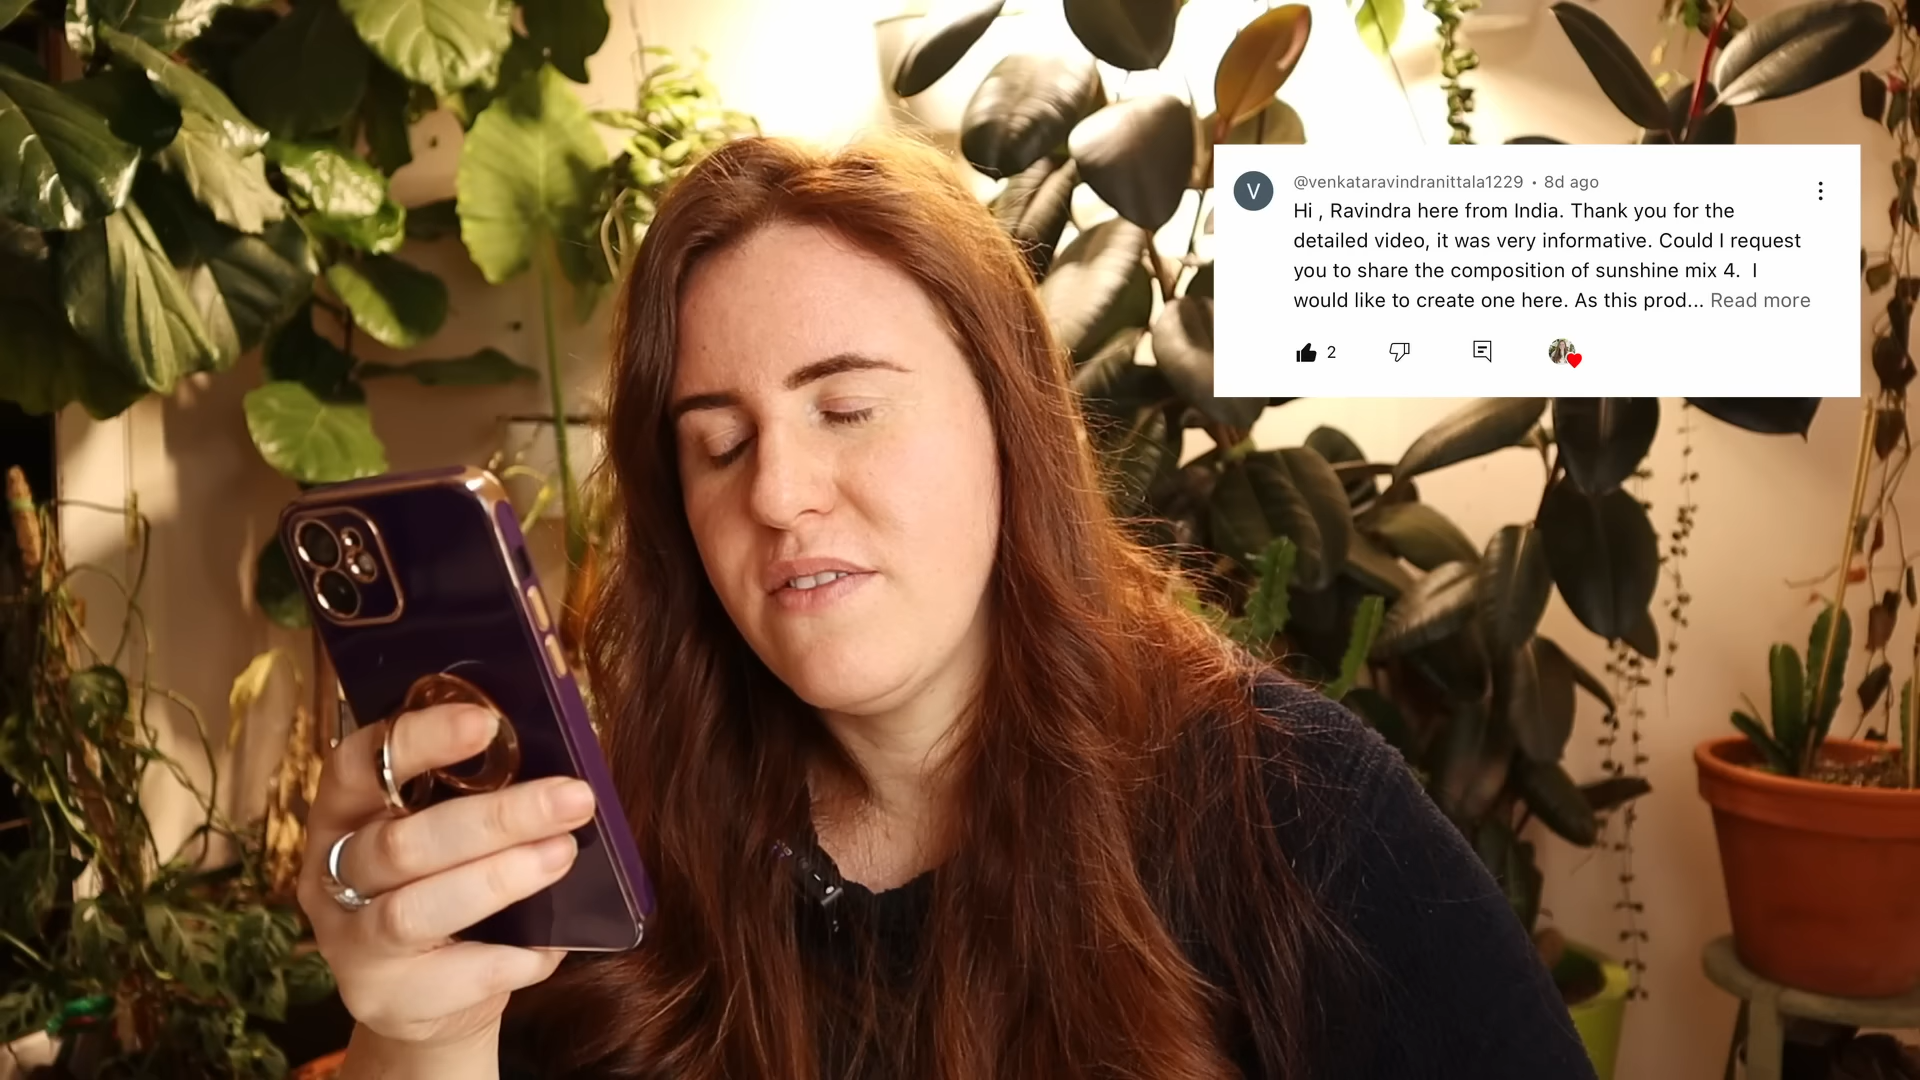 V
@venkataravindranittala1229 • 8d ago
Hi , Ravindra here from India. Thank you for the
detailed video, it was very informative. Could I request
you to share the composition of sunshine mix 4. I
would like to create one here. As this prod... Read more
2